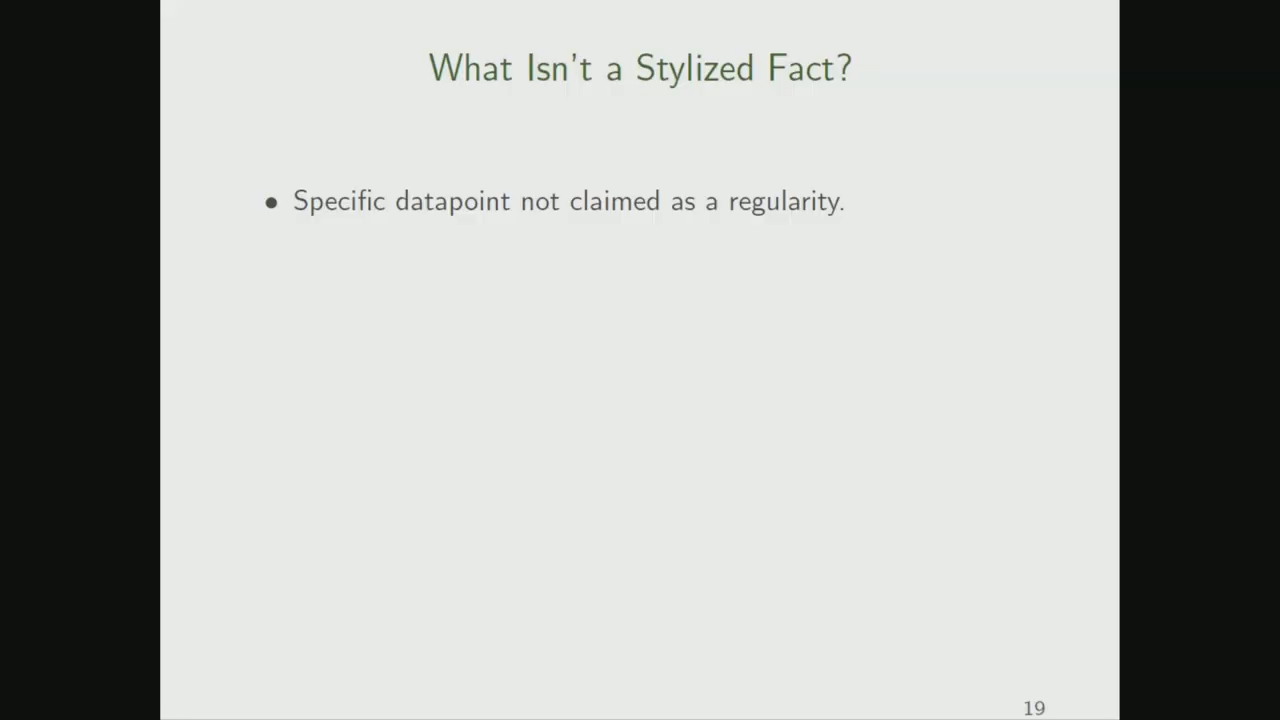 What Isn't a Stylized Fact?
• Specific datapoint not claimed as a regularity.
19